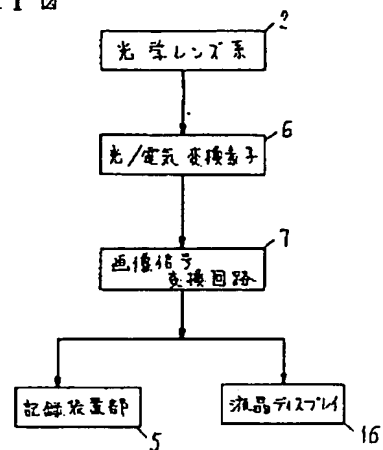 図
2
光学レンズ系
6
光/電気変換素子
7
画像信号
変換回路
記録装置部
5
液晶ディスプレイ
16